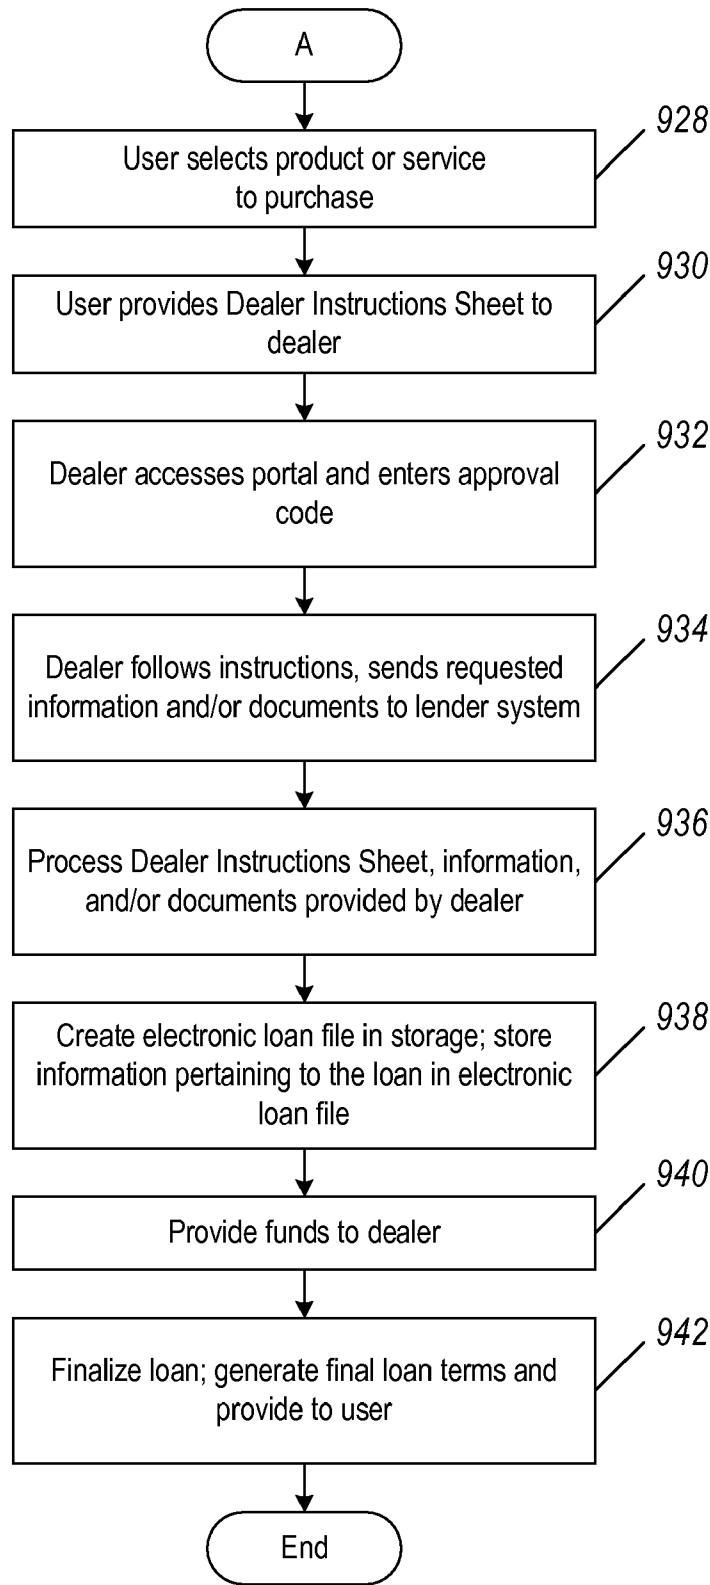 A
928
User selects product or service
to purchase
930
User provides Dealer Instructions Sheet to
dealer
932
Dealer accesses portal and enters approval
code
934
Dealer follows instructions, sends requested
information and/or documents to lender system
936
Process Dealer Instructions Sheet, information,
and/or documents provided by dealer
938
Create electronic loan file in storage; store
information pertaining to the loan in electronic
loan file
940
Provide funds to dealer
942
Finalize loan; generate final loan terms and
provide to user
End